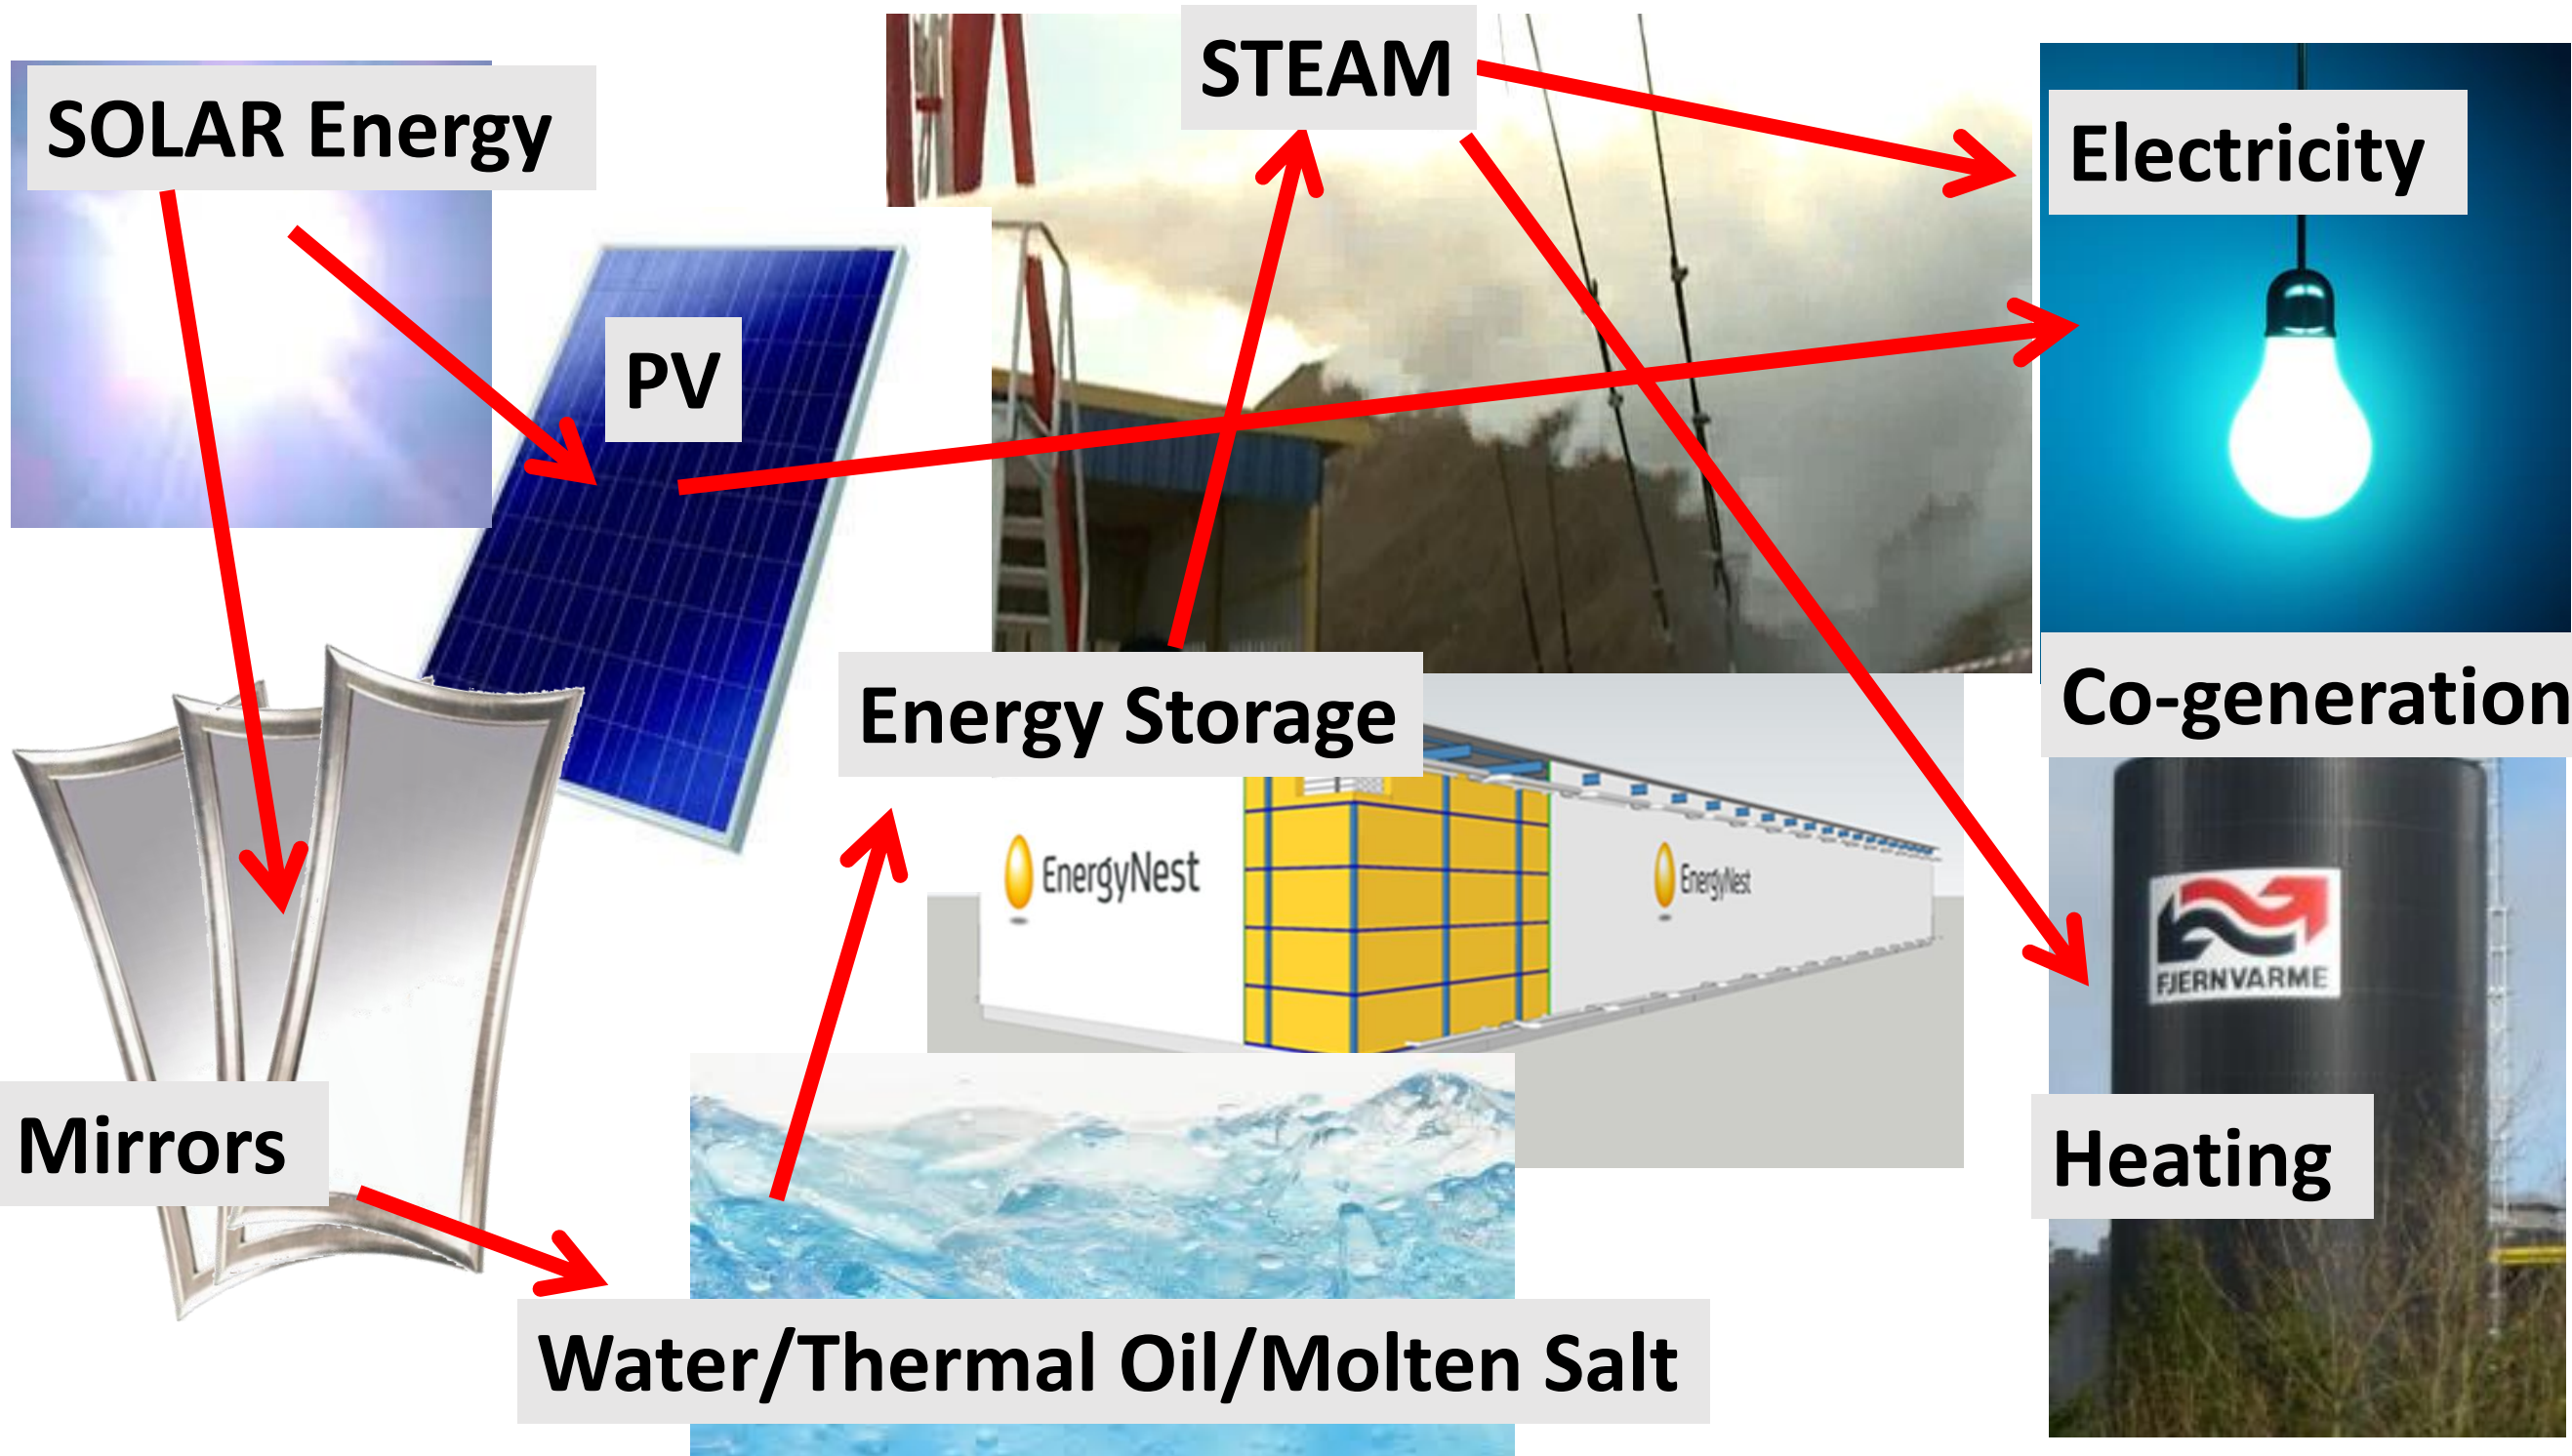 SOLAR Energy
STEAM
Electricity
PV
Energy Storage
Co-generation
EnergyNest
EnergyNest
FJERNVARME
Mirrors
Heating
Water/Thermal Oil/Molten Salt